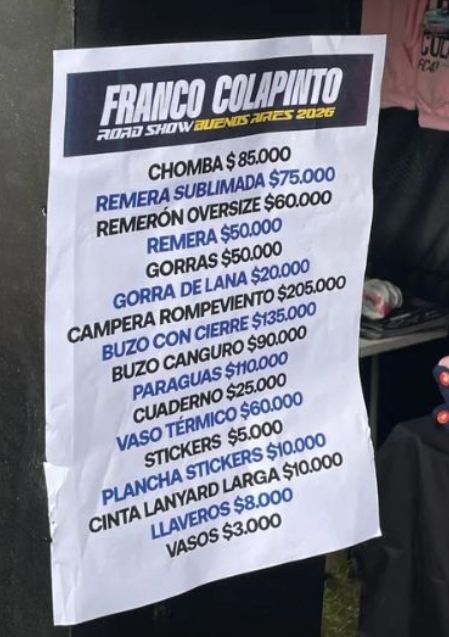 FRANCO COLAPINTO
ROAD SHOW BUENOS AIRES 2026
CHOMBA $85.000
REMERA SUBLIMADA $75.000
REMERÓN OVERSIZE $60.000
REMERA $50.000
GORRAS $50.000
GORRA DE LANA $20.000
CAMPERA ROMPEVIENTO $205.000
BUZO CON CIERRE $135.000
BUZO CANGURO $90.000
PARAGUAS $110.000
CUADERNO $25.000
VASO TÉRMICO $60.000
STICKERS $5.000
PLANCHA STICKERS $10.000
CINTA LANYARD LARGA $10.000
LLAVEROS $8.000
VASOS $3.000